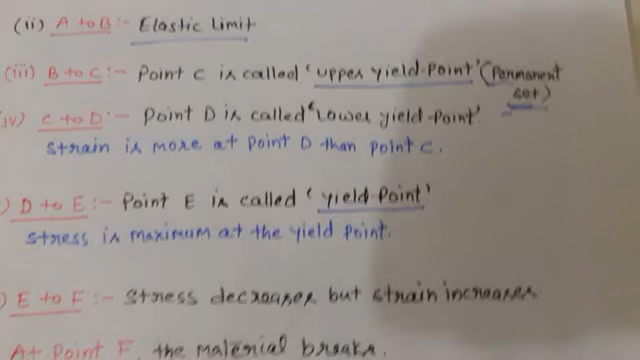 (ii) A to B :- Elastic Limit
(iii) B to C :- Point C is called 'upper yield-point' (Permanent set)
iv) C to D :- Point D is called 'Lower yield-point'
Strain is more at point D than point C.
) D to E :- Point E is called 'yield-Point'
Stress is maximum at the yield point.
) E to F :- Stress decreases but strain increases
At Point F, the material breaks.